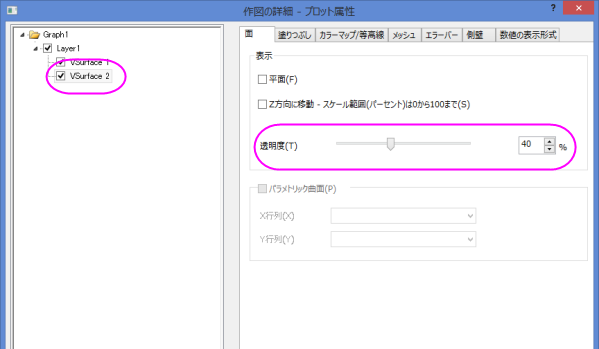 作図の詳細 - プロット属性
? ×
Graph1
Layer1
VSurface 1
VSurface 2
面 塗りつぶし カラーマップ/等高線 メッシュ エラーバー 側壁 数値の表示形式
表示
平面(F)
Z方向に移動 - スケール範囲(パーセント)は0から100まで(S)
透明度(T) 40 %
パラメトリック曲面(P)
X行列(X)
Y行列(Y)